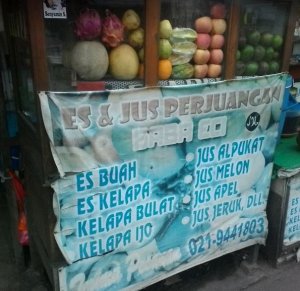 ES & JUS PERJUANGAN
BABA
ES BUAH
ES KELAPA
KELAPA BULAT
KELAPA IJO
JUS ALPUKAT
JUS MELON
JUS APEL
JUS JERUK, DLL.
021-9441803